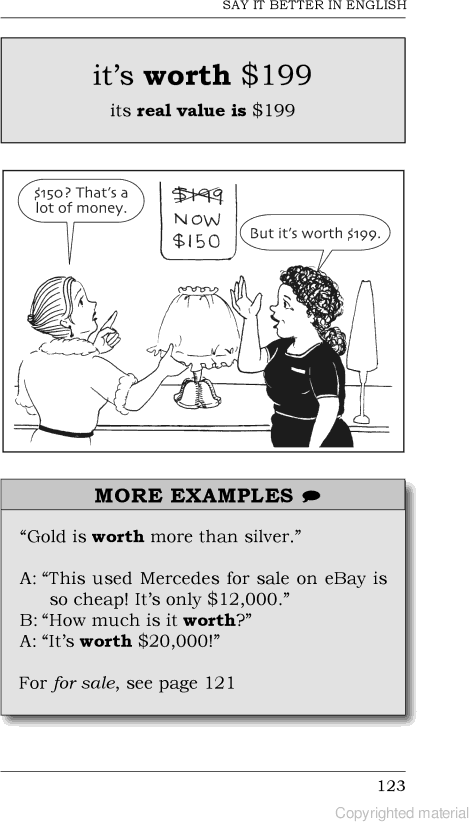 SAY IT BETTER IN ENGLISH
it's worth $199
its real value is $199
$150? That's a
lot of money.
$199
NOW
$150
But it's worth $199.
MORE EXAMPLES
“Gold is worth more than silver.”
A: “This used Mercedes for sale on eBay is
so cheap! It's only $12,000.”
B: “How much is it worth?”
A: “It's worth $20,000!”
For for sale, see page 121
123
Copyrighted material